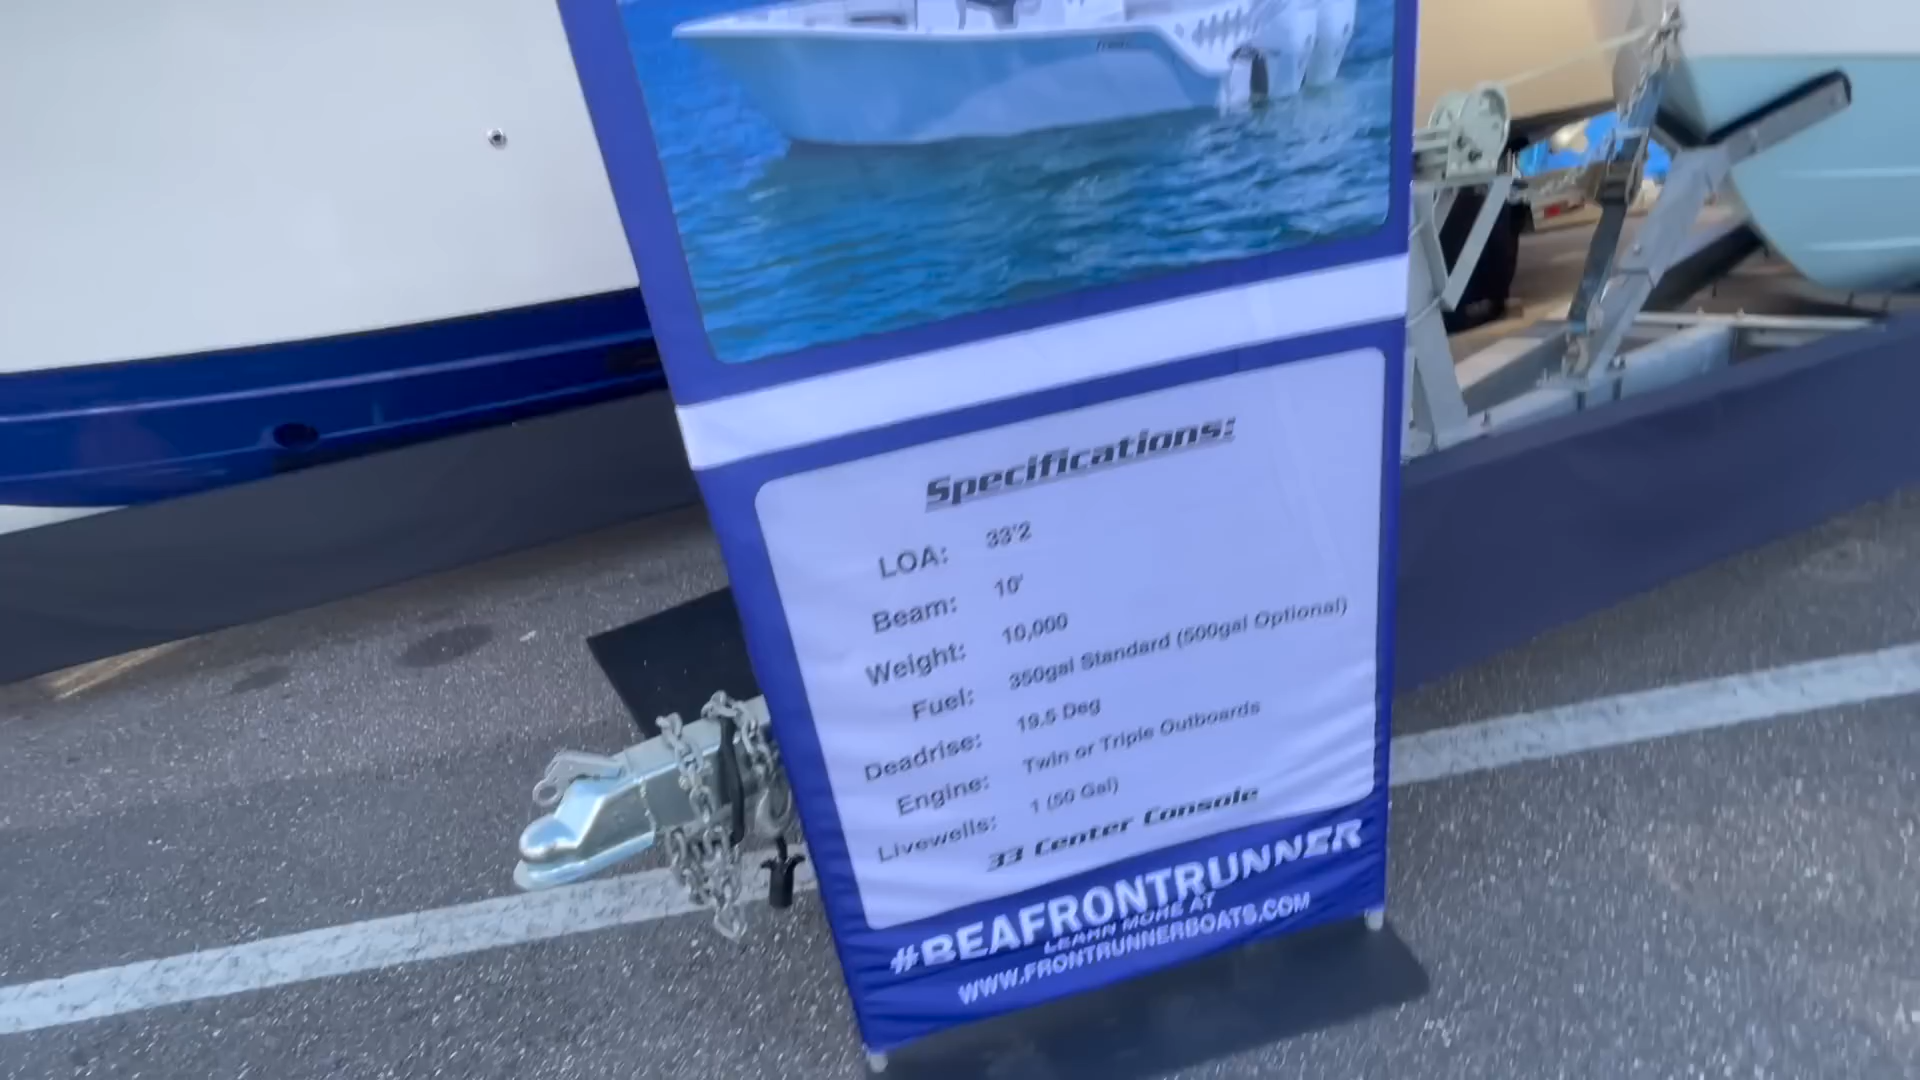 Specifications:
LOA: 33'2
Beam: 10'
Weight: 10,000
Fuel: 350gal Standard (500gal Optional)
Deadrise: 19.5 Deg
Engine: Twin or Triple Outboards
Livewells: 1 (50 Gal)
33 Center Console
#BEAFRONTRUNNER
LEARN MORE AT
WWW.FRONTRUNNERBOATS.COM